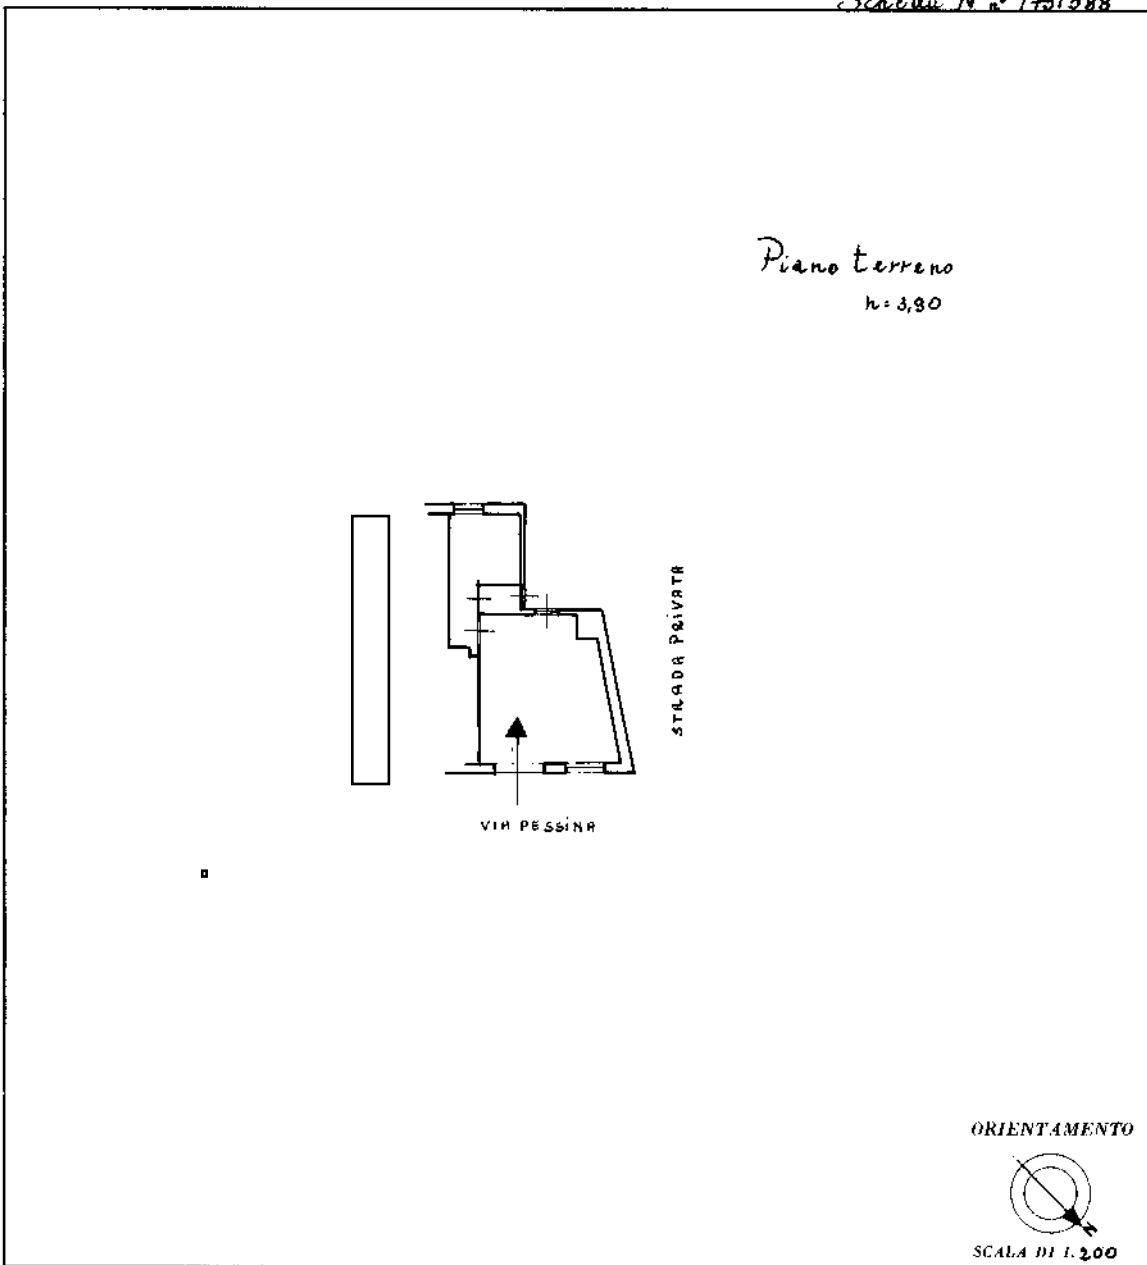 Piano terreno
h = 3,90
STRADA PRIVATA
VIA PESSINA
ORIENTAMENTO
N
SCALA DI 1. 200